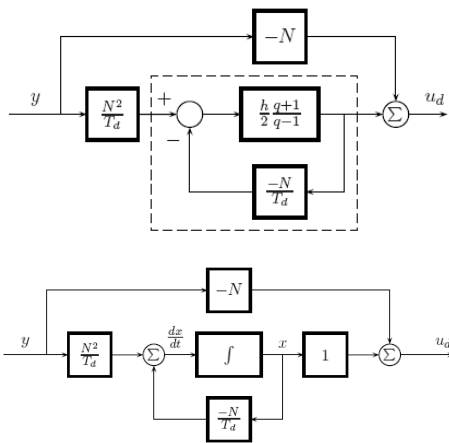 −N
y
N²/T_d
+
−
h/2 q+1/q−1
Σ
u_d
−N/T_d
−N
y
N²/T_d
Σ
dx/dt
∫
x
1
Σ
u_d
−N/T_d